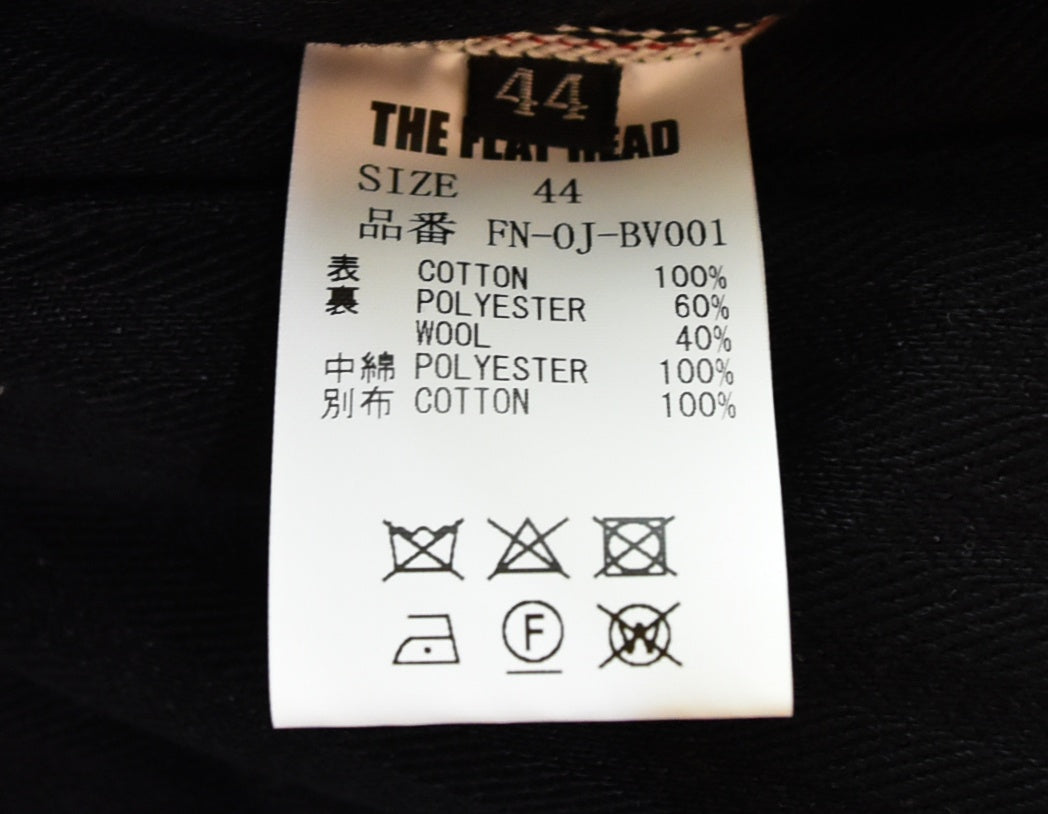 44
THE FLAT HEAD
SIZE 44
品番 FN-OJ-BV001
表 COTTON 100%
裏 POLYESTER 60%
WOOL 40%
中綿 POLYESTER 100%
別布 COTTON 100%
F
W